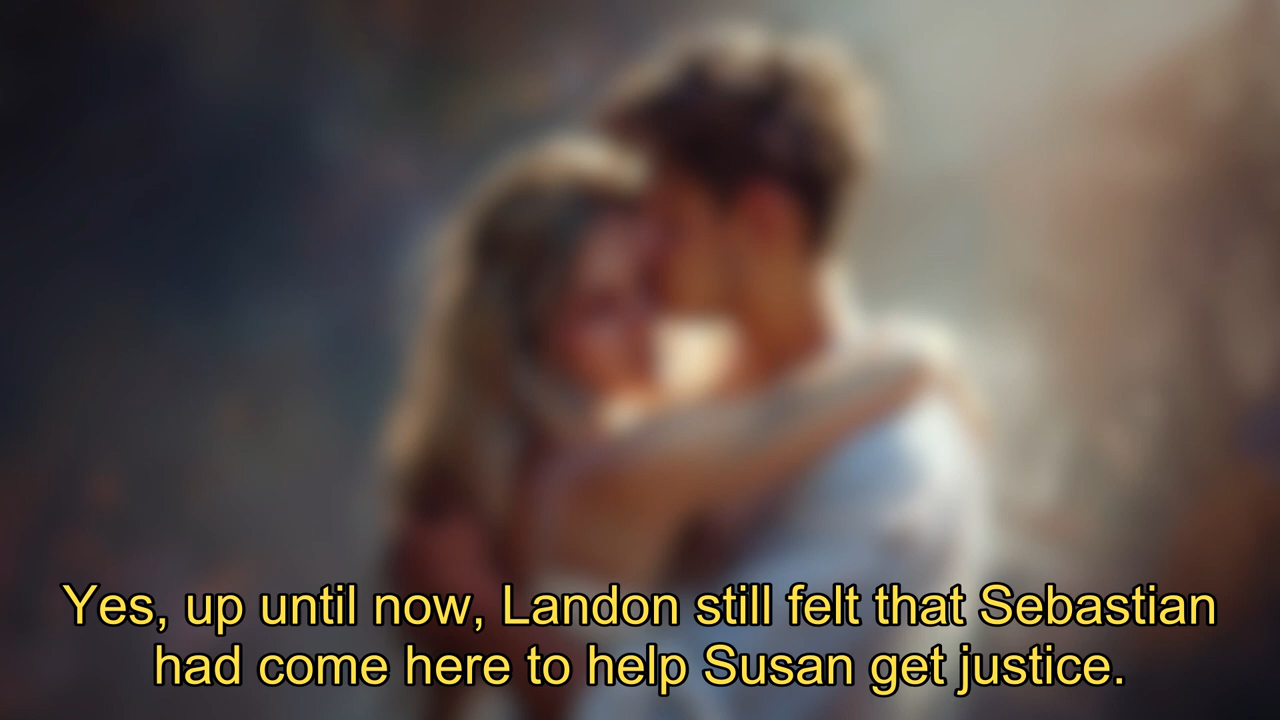 Yes, up until now, Landon still felt that Sebastian
had come here to help Susan get justice.